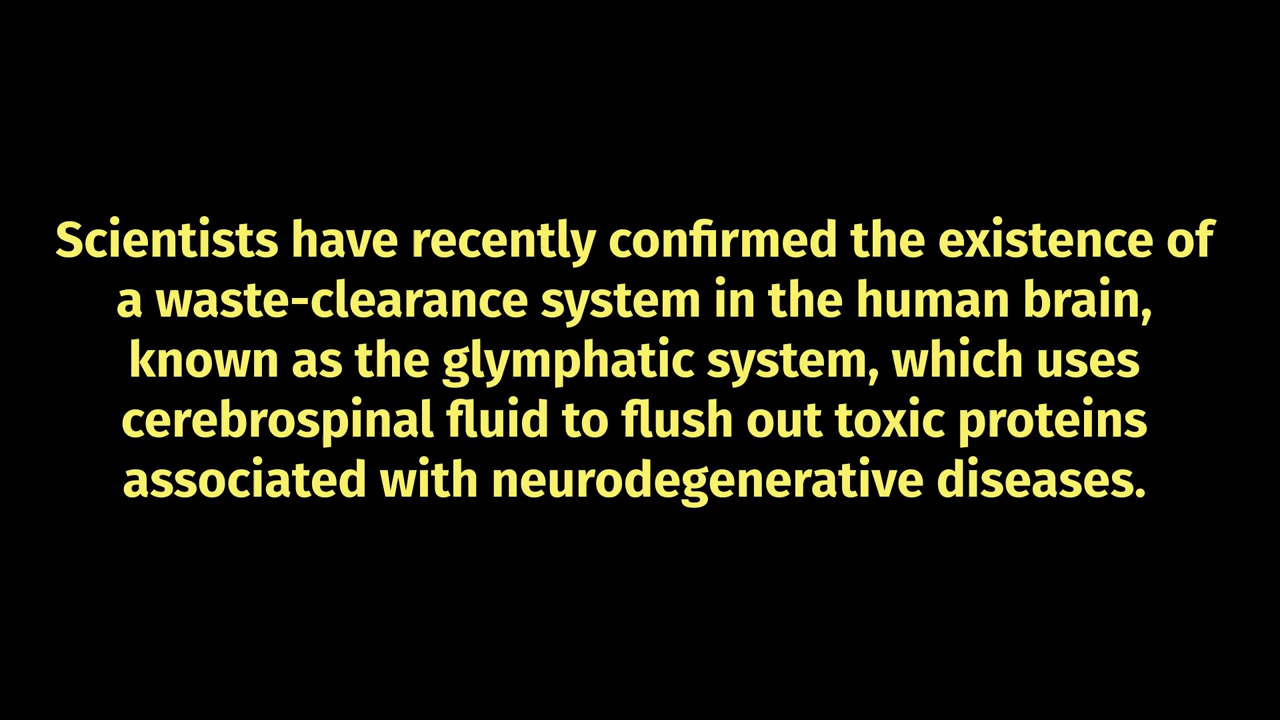 Scientists have recently confirmed the existence of
a waste-clearance system in the human brain,
known as the glymphatic system, which uses
cerebrospinal fluid to flush out toxic proteins
associated with neurodegenerative diseases.